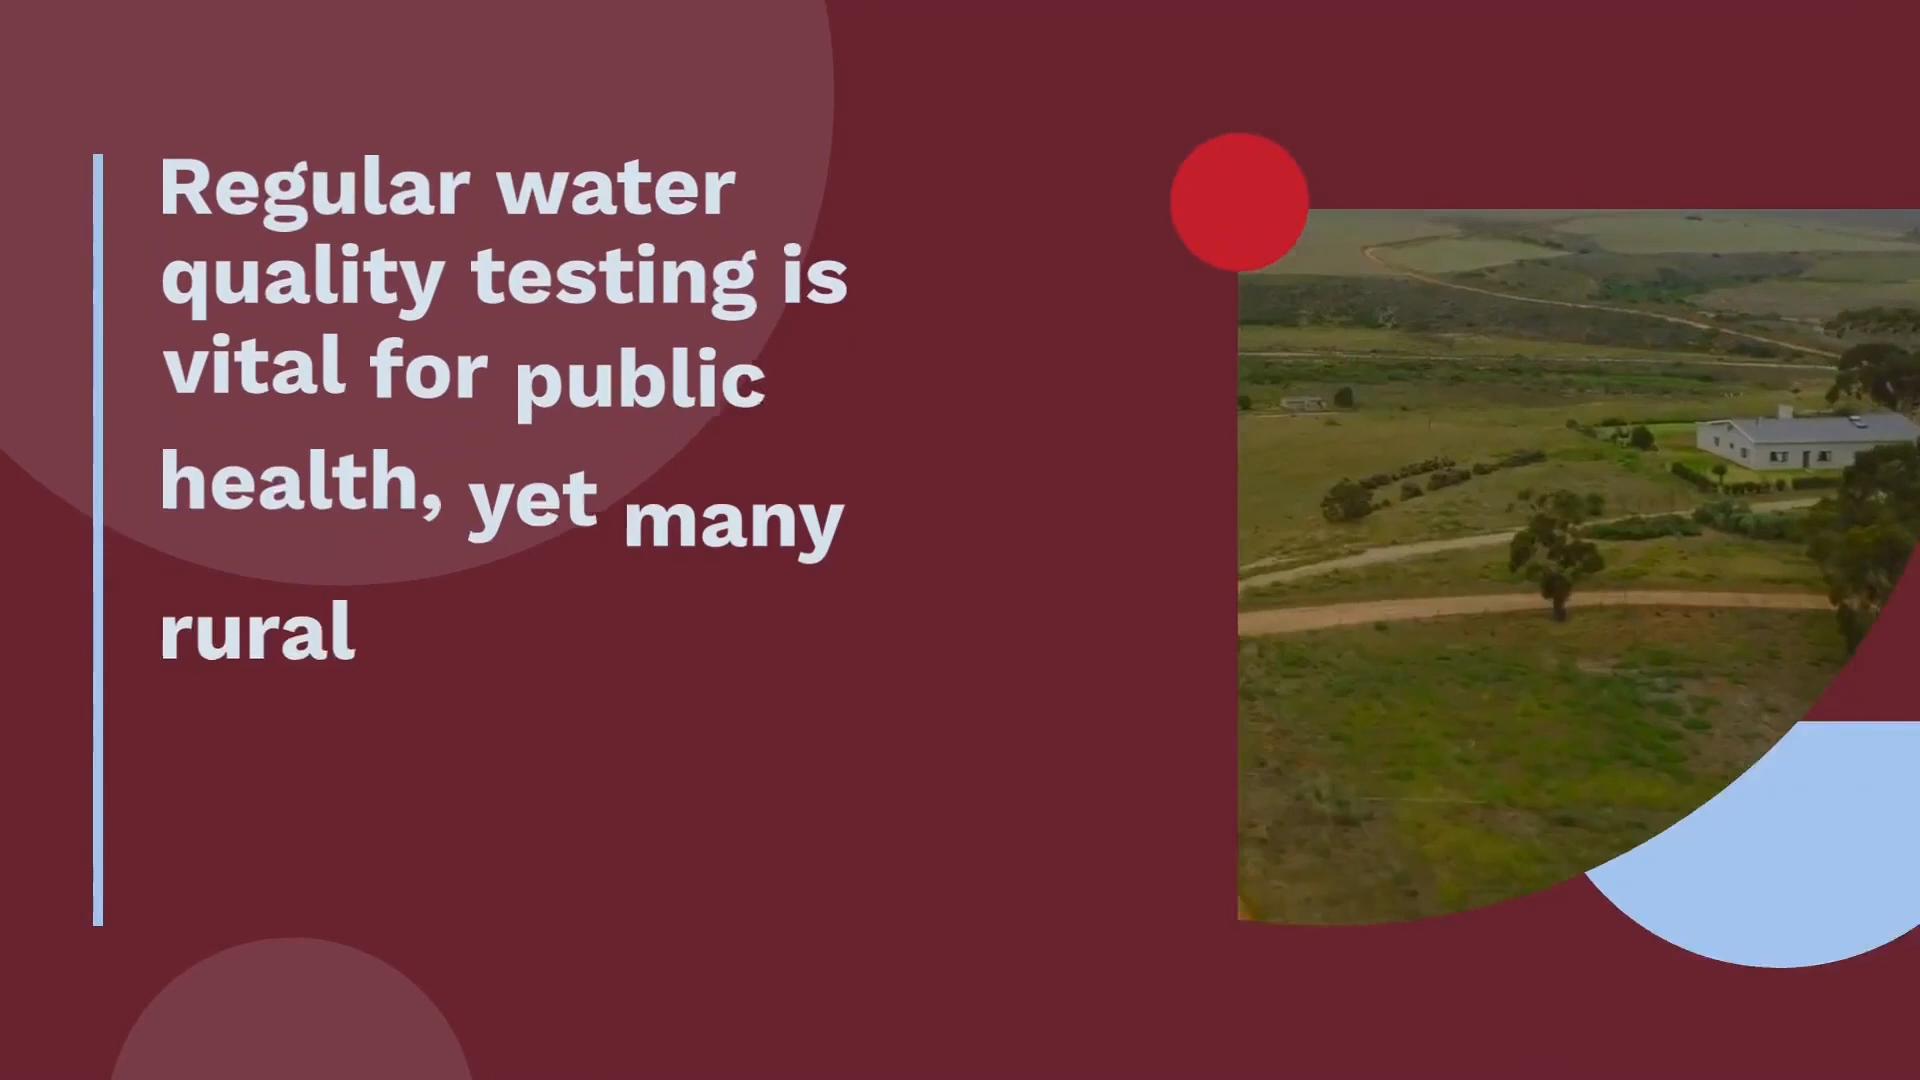 Regular water
quality testing is
vital for public
health, yet many
rural